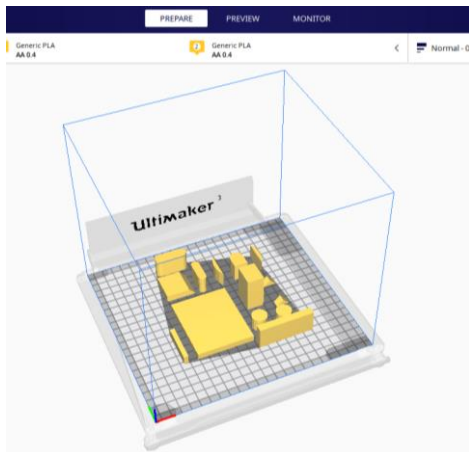 PREPARE PREVIEW MONITOR
Generic PLA Generic PLA Normal - 0
AA 0.4 AA 0.4
Ultimaker